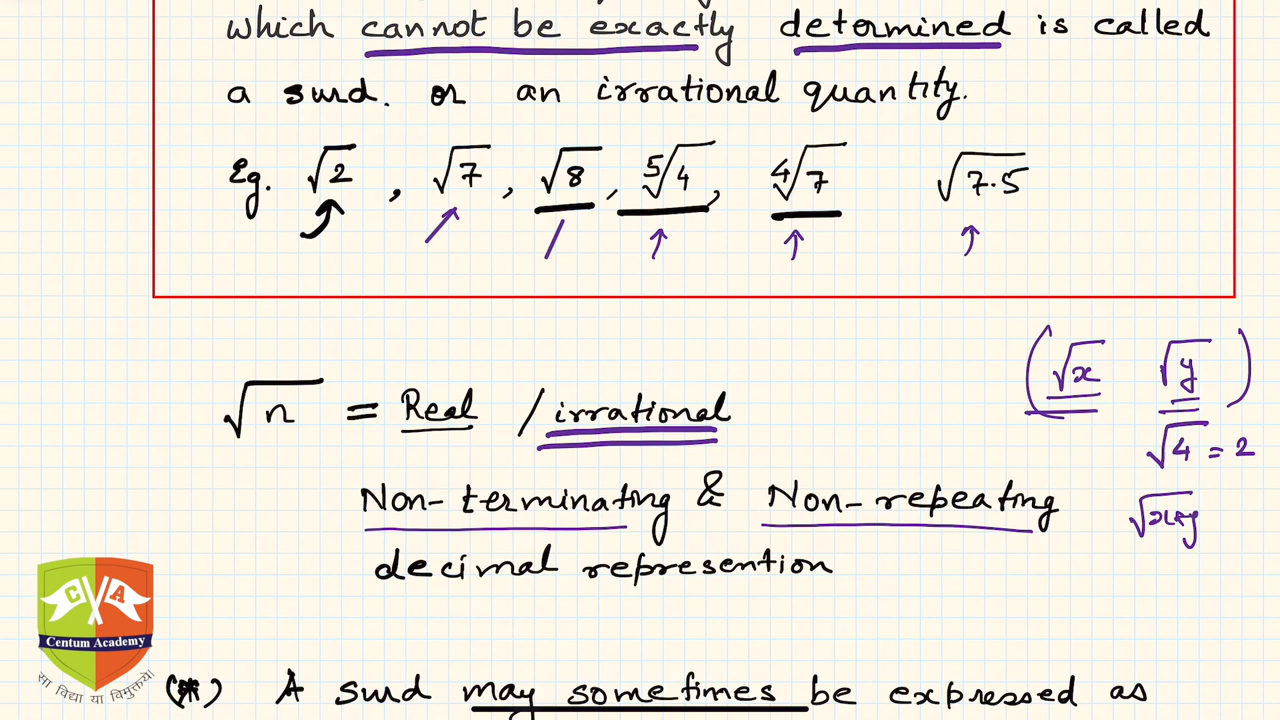 which cannot be exactly determined is called
a surd. or an irrational quantity.
Eg. √2 , √7 , √8 , ⁵√4 , ⁴√7 √7.5
(√x √y)
√n = Real / irrational
√4 = 2
Non-terminating & Non-repeating
decimal represention
C A
Centum Academy
सा विद्या या विमुक्तये।
(*) A surd may sometimes be expressed as